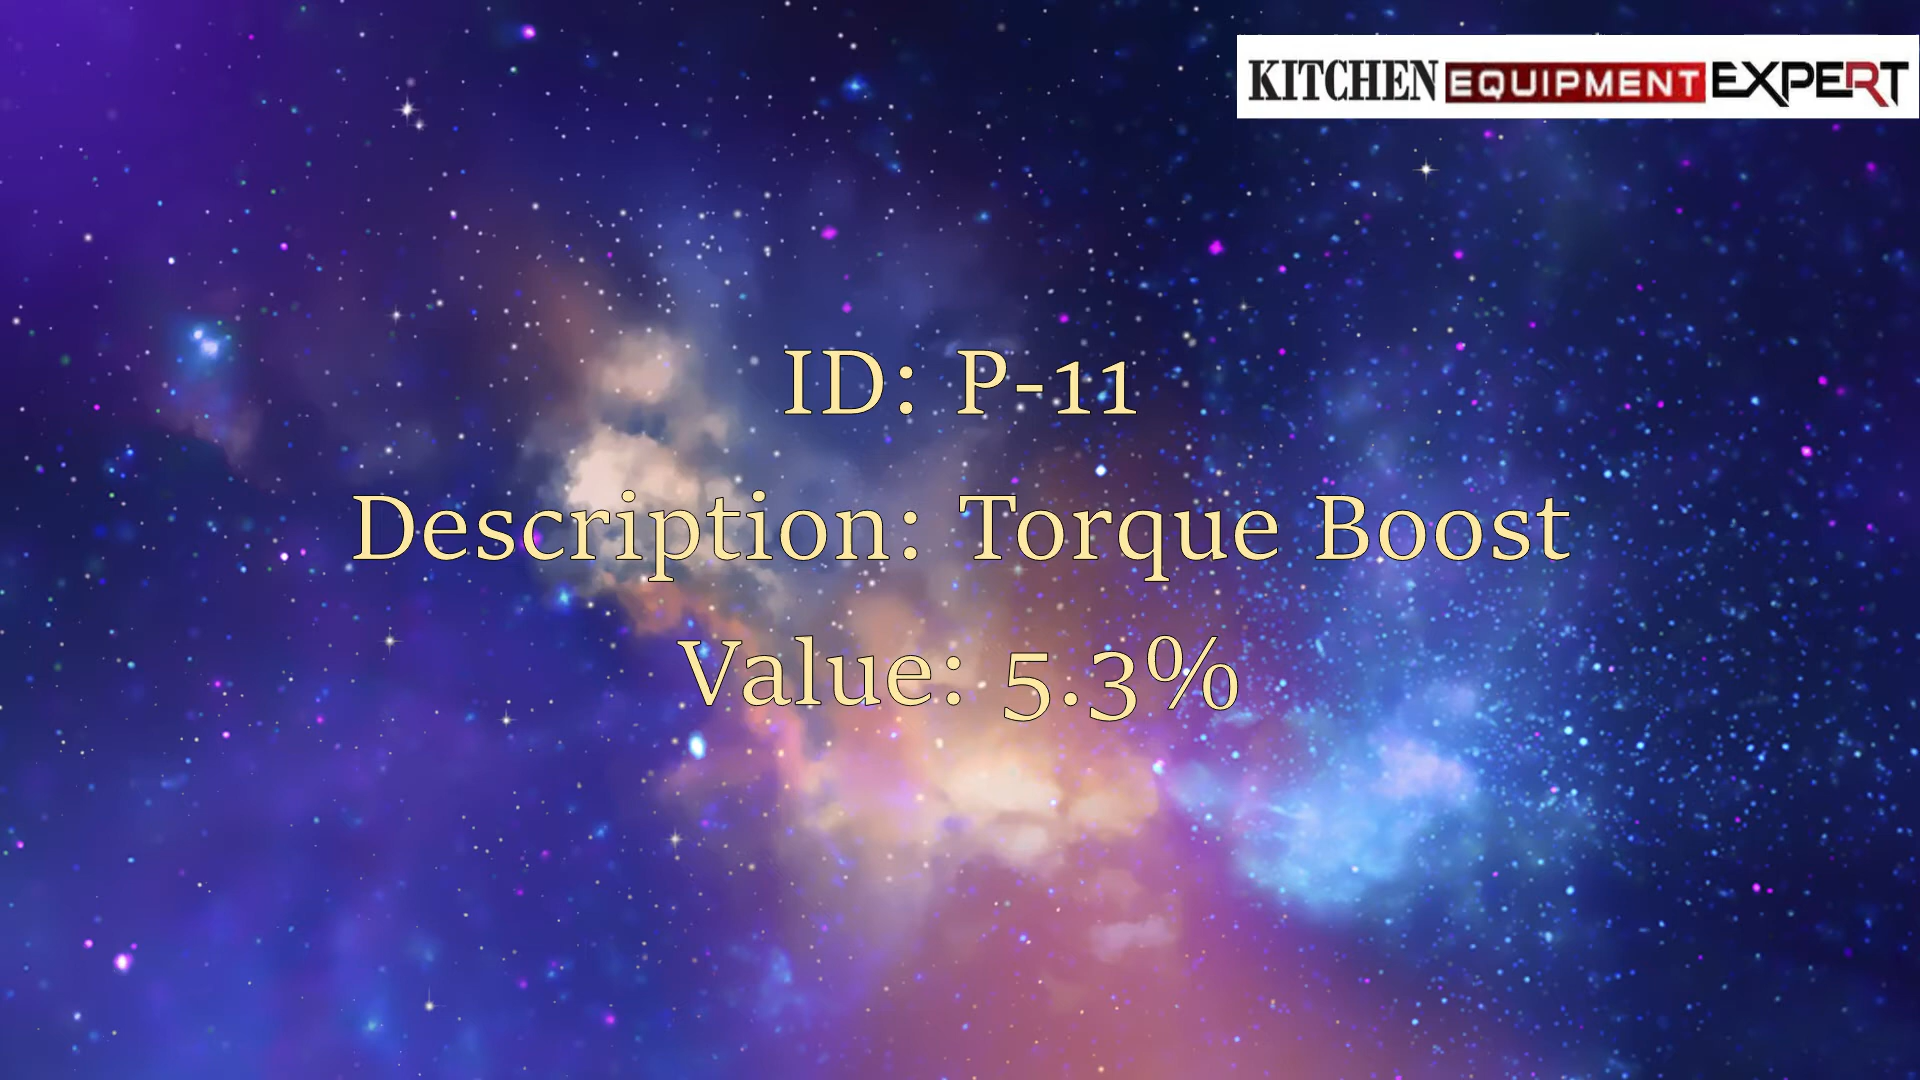 KITCHEN EQUIPMENT EXPERT
ID: P-11
Description: Torque Boost
Value: 5.3%